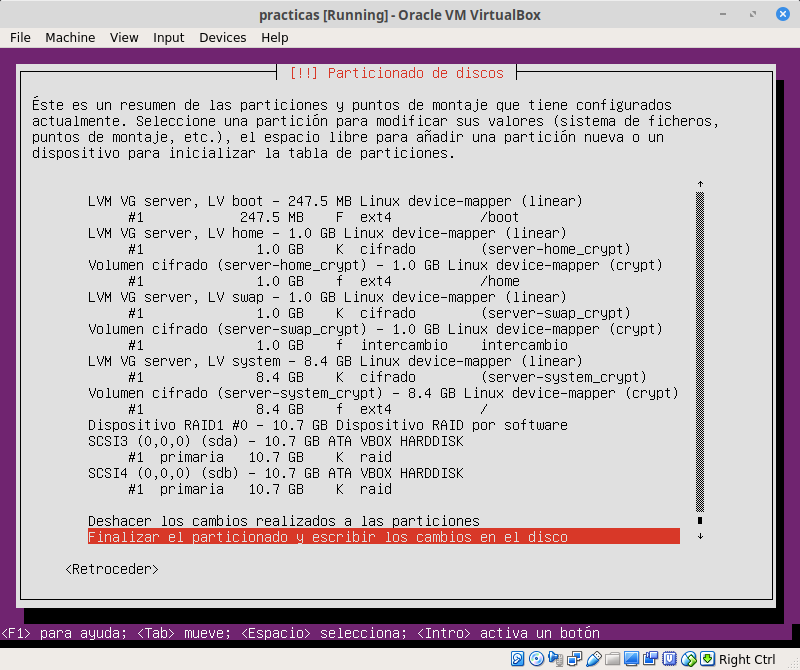 practicas [Running] - Oracle VM VirtualBox
File Machine View Input Devices Help
[!!] Particionado de discos
Éste es un resumen de las particiones y puntos de montaje que tiene configurados
actualmente. Seleccione una partición para modificar sus valores (sistema de ficheros,
puntos de montaje, etc.), el espacio libre para añadir una partición nueva o un
dispositivo para inicializar la tabla de particiones.
LVM VG server, LV boot - 247.5 MB Linux device-mapper (linear)
#1 247.5 MB F ext4 /boot
LVM VG server, LV home - 1.0 GB Linux device-mapper (linear)
#1 1.0 GB K cifrado (server-home_crypt)
Volumen cifrado (server-home_crypt) - 1.0 GB Linux device-mapper (crypt)
#1 1.0 GB f ext4 /home
LVM VG server, LV swap - 1.0 GB Linux device-mapper (linear)
#1 1.0 GB K cifrado (server-swap_crypt)
Volumen cifrado (server-swap_crypt) - 1.0 GB Linux device-mapper (crypt)
#1 1.0 GB f intercambio intercambio
LVM VG server, LV system - 8.4 GB Linux device-mapper (linear)
#1 8.4 GB K cifrado (server-system_crypt)
Volumen cifrado (server-system_crypt) - 8.4 GB Linux device-mapper (crypt)
#1 8.4 GB f ext4 /
Dispositivo RAID1 #0 - 10.7 GB Dispositivo RAID por software
SCSI3 (0,0,0) (sda) - 10.7 GB ATA VBOX HARDDISK
#1 primaria 10.7 GB K raid
SCSI4 (0,0,0) (sdb) - 10.7 GB ATA VBOX HARDDISK
#1 primaria 10.7 GB K raid
Deshacer los cambios realizados a las particiones
Finalizar el particionado y escribir los cambios en el disco
<Retroceder>
<F1> para ayuda; <Tab> mueve; <Espacio> selecciona; <Intro> activa un botón
Right Ctrl